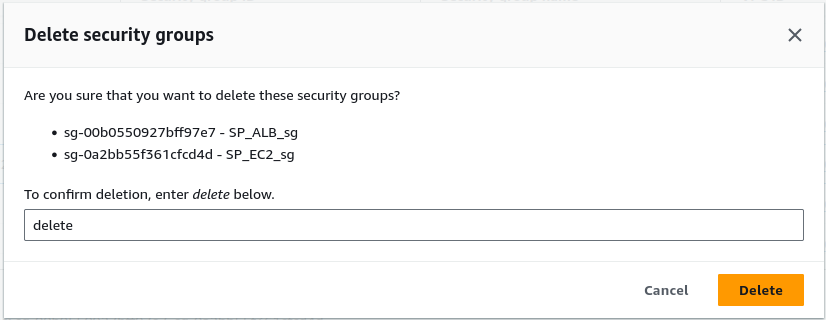 Delete security groups
Are you sure that you want to delete these security groups?
• sg-00b0550927bff97e7 - SP_ALB_sg
• sg-0a2bb55f361cfcd4d - SP_EC2_sg
To confirm deletion, enter delete below.
delete
Cancel
Delete